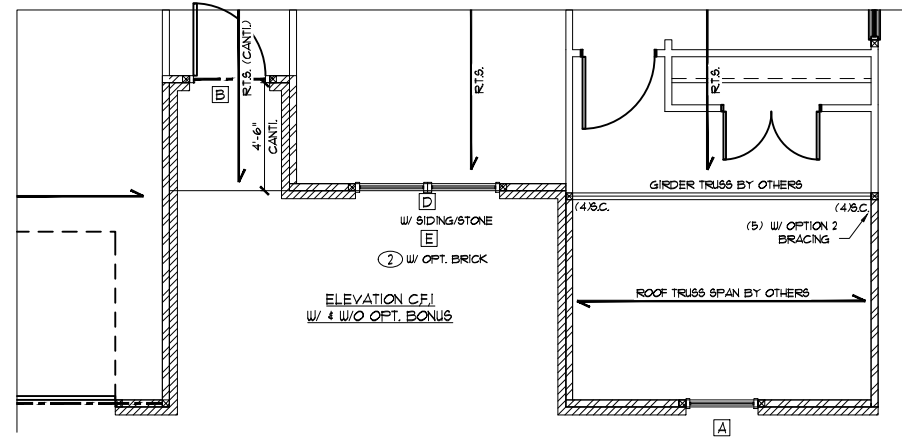 R.T.S. (CANTI.)
B
4'-6"
CANTI.
R.T.S.
R.T.S.
GIRDER TRUSS BY OTHERS
(4)S.C.
(4)S.C.
(5) W/ OPTION 2
BRACING
D
W/ SIDING/STONE
E
2 W/ OPT. BRICK
ELEVATION CF.1
W/ & W/O OPT. BONUS
ROOF TRUSS SPAN BY OTHERS
A